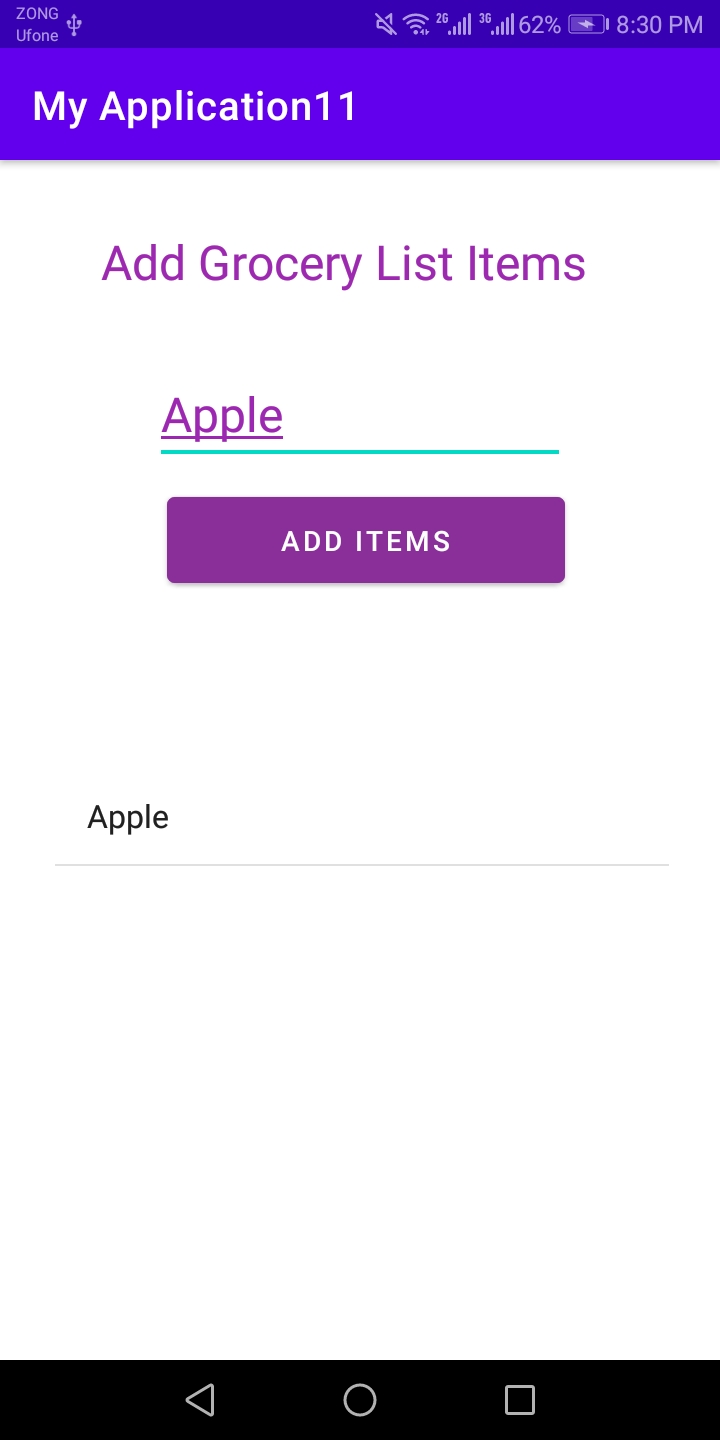 ZONG
Ufone
2G 3G 62% 8:30 PM
My Application11
Add Grocery List Items
Apple
ADD ITEMS
Apple